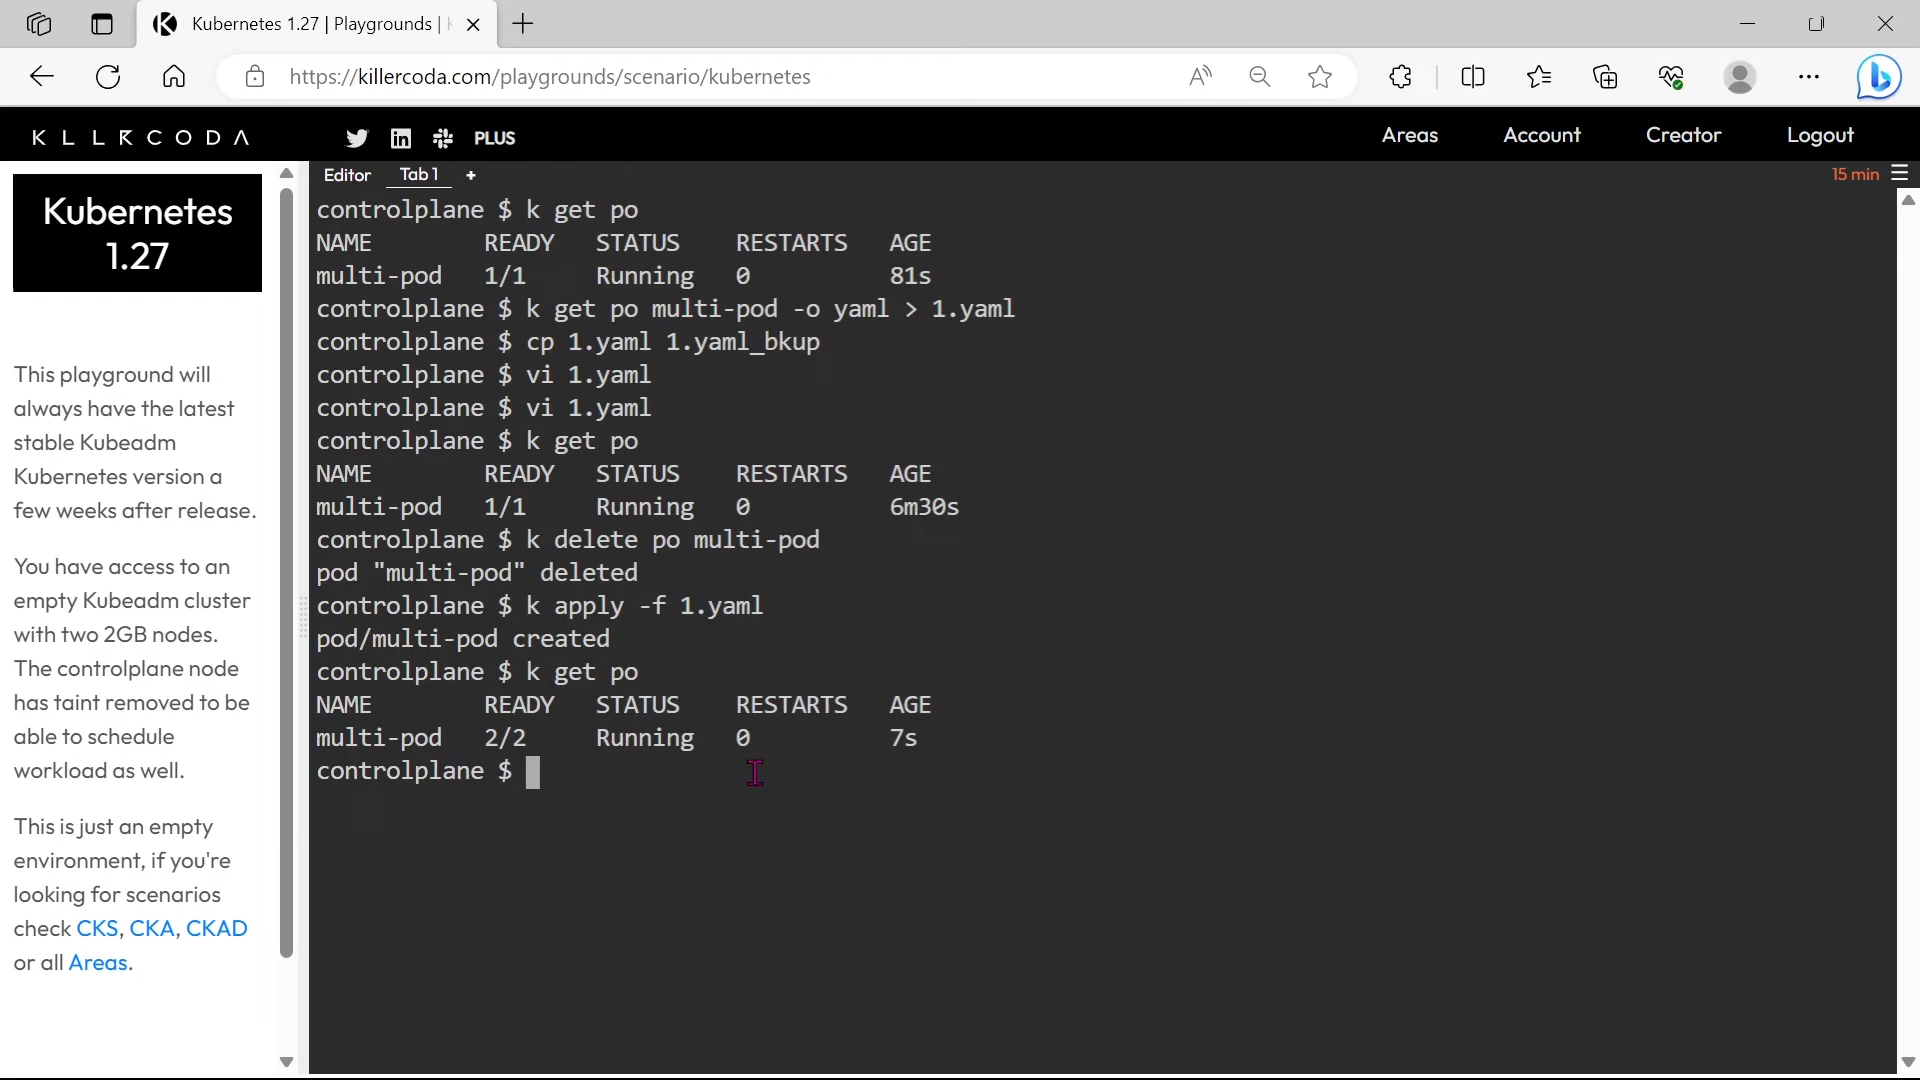 Kubernetes 1.27 | Playgrounds |
https://killercoda.com/playgrounds/scenario/kubernetes
KLLRCODA
PLUS
Areas
Account
Creator
Logout
Kubernetes
1.27
This playground will
always have the latest
stable Kubeadm
Kubernetes version a
few weeks after release.
You have access to an
empty Kubeadm cluster
with two 2GB nodes.
The controlplane node
has taint removed to be
able to schedule
workload as well.
This is just an empty
environment, if you're
looking for scenarios
check CKS, CKA, CKAD
or all Areas.
Editor Tab 1 +
15 min
controlplane $ k get po
NAME READY STATUS RESTARTS AGE
multi-pod 1/1 Running 0 81s
controlplane $ k get po multi-pod -o yaml > 1.yaml
controlplane $ cp 1.yaml 1.yaml_bkup
controlplane $ vi 1.yaml
controlplane $ vi 1.yaml
controlplane $ k get po
NAME READY STATUS RESTARTS AGE
multi-pod 1/1 Running 0 6m30s
controlplane $ k delete po multi-pod
pod "multi-pod" deleted
controlplane $ k apply -f 1.yaml
pod/multi-pod created
controlplane $ k get po
NAME READY STATUS RESTARTS AGE
multi-pod 2/2 Running 0 7s
controlplane $